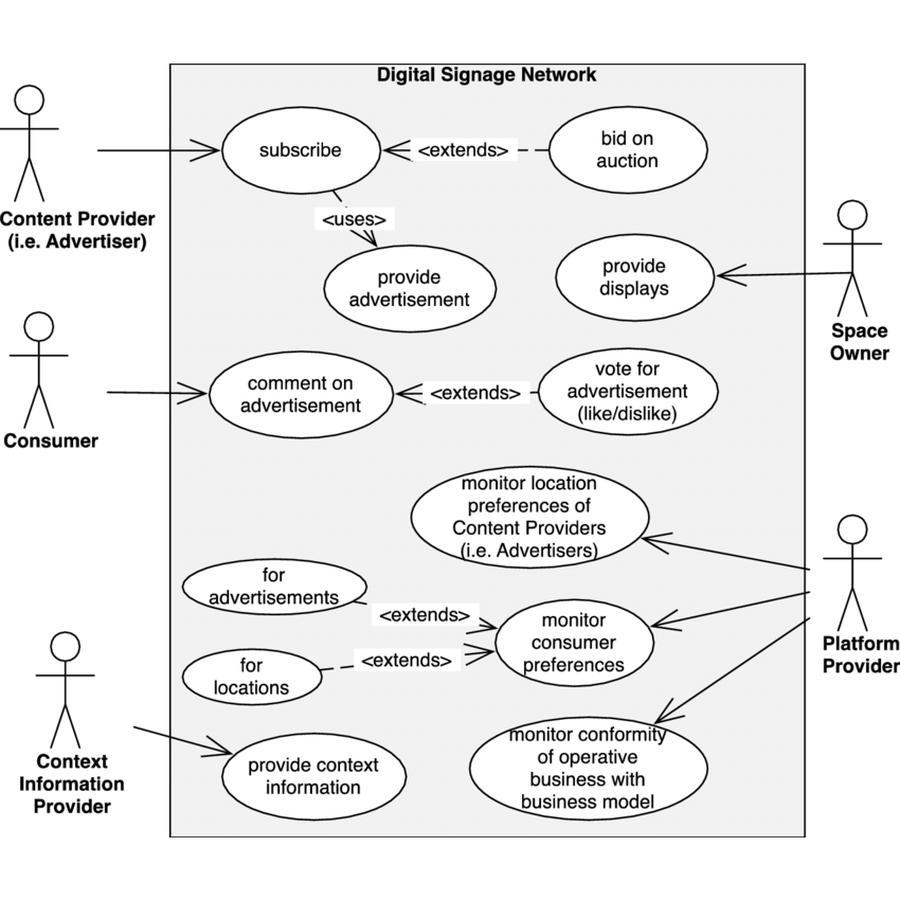 Digital Signage Network
subscribe
<extends>
bid on
auction
Content Provider
(i.e. Advertiser)
<uses>
provide
advertisement
provide
displays
Space
Owner
comment on
advertisement
<extends>
vote for
advertisement
(like/dislike)
Consumer
monitor location
preferences of
Content Providers
(i.e. Advertisers)
for
advertisements
<extends>
monitor
consumer
preferences
Platform
Provider
for
locations
<extends>
Context
Information
Provider
provide context
information
monitor conformity
of operative
business with
business model